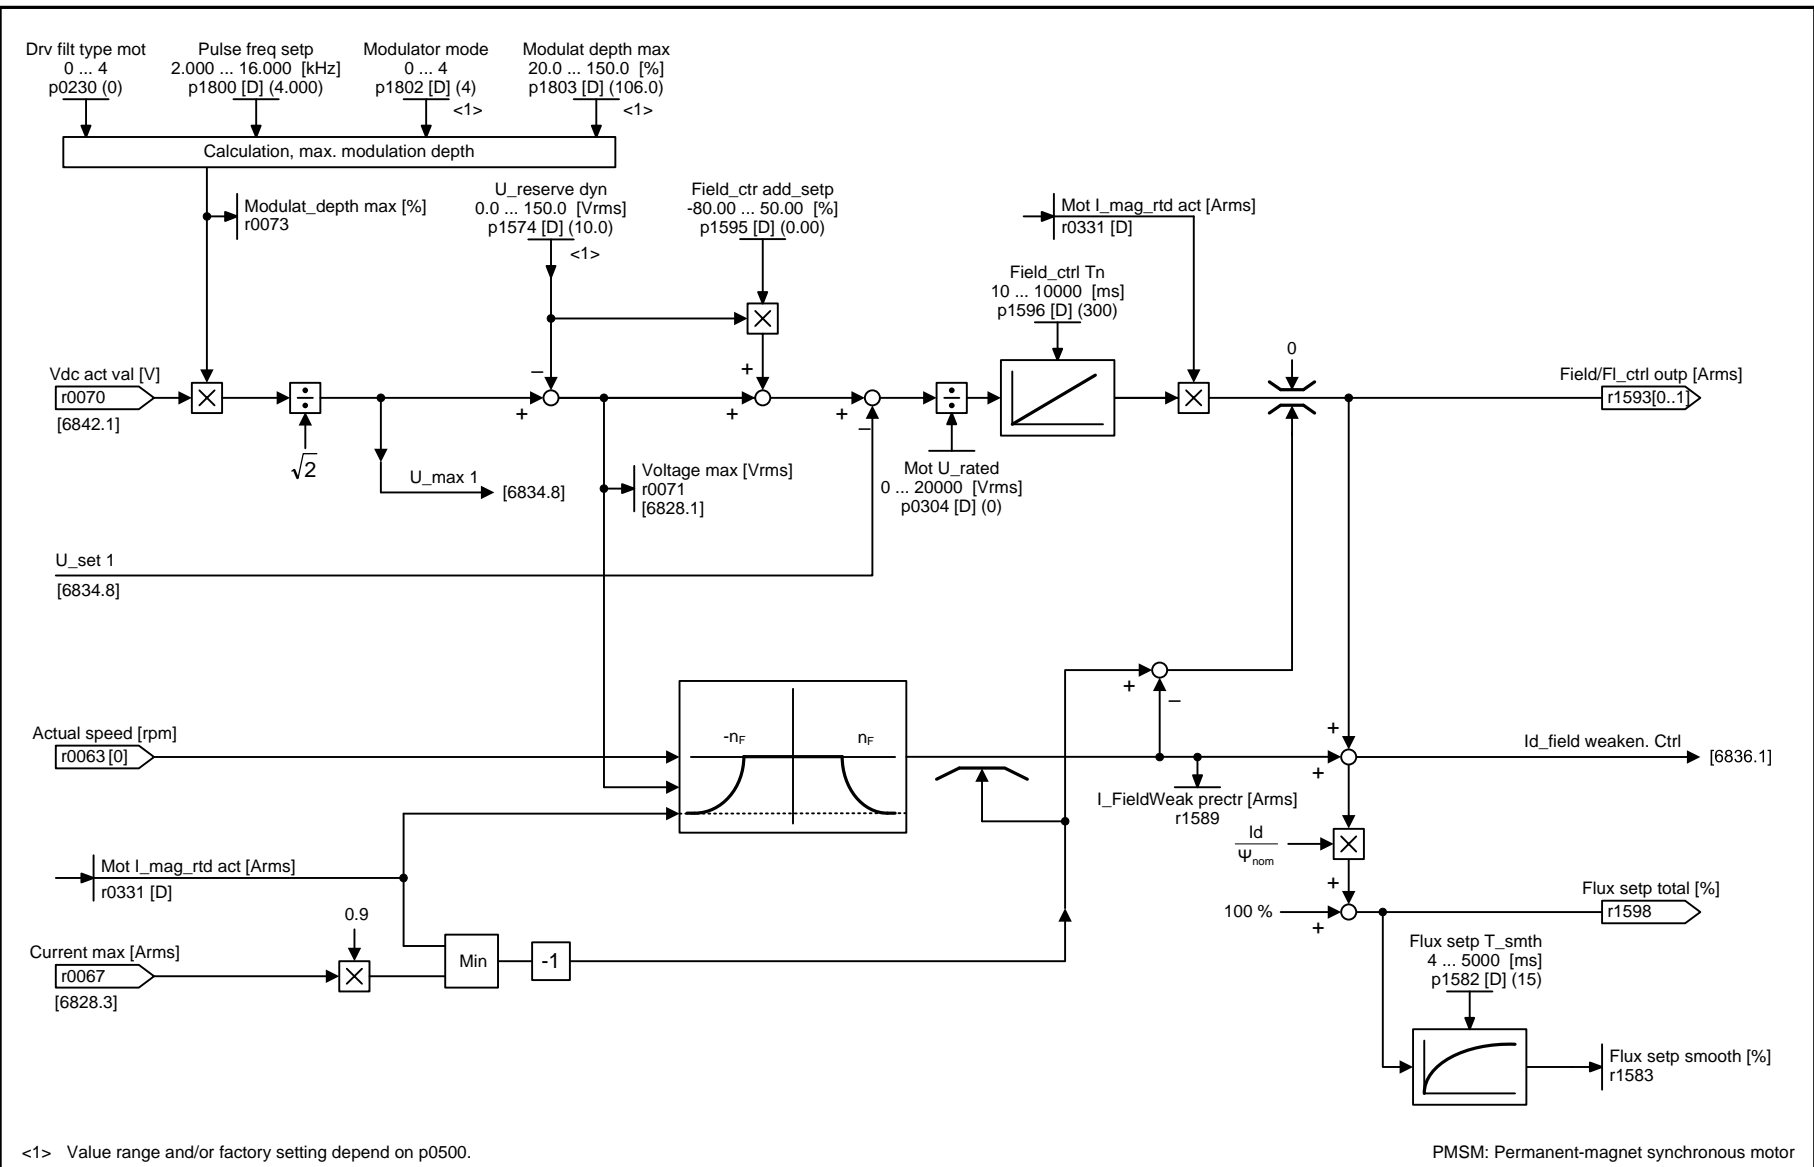 Drv filt type mot
0 ... 4
p0230 (0)
Pulse freq setp
2.000 ... 16.000 [kHz]
p1800 [D] (4.000)
Modulator mode
0 ... 4
p1802 [D] (4)
<1>
Modulat depth max
20.0 ... 150.0 [%]
p1803 [D] (106.0)
<1>
Calculation, max. modulation depth
Modulat_depth max [%]
r0073
U_reserve dyn
0.0 ... 150.0 [Vrms]
p1574 [D] (10.0)
<1>
Field_ctr add_setp
-80.00 ... 50.00 [%]
p1595 [D] (0.00)
Mot I_mag_rtd act [Arms]
r0331 [D]
Field_ctrl Tn
10 ... 10000 [ms]
p1596 [D] (300)
Vdc act val [V]
r0070
[6842.1]
×
÷
√2
U_max 1
[6834.8]
–
+
×
+
+
Voltage max [Vrms]
r0071
[6828.1]
+
–
÷
Mot U_rated
0 ... 20000 [Vrms]
p0304 [D] (0)
×
0
Field/Fl_ctrl outp [Arms]
r1593[0..1]
U_set 1
[6834.8]
Actual speed [rpm]
r0063 [0]
-nF
nF
+
–
I_FieldWeak prectr [Arms]
r1589
+
+
Id_field weaken. Ctrl
[6836.1]
Id
Ψnom
×
+
100 %
+
Flux setp total [%]
r1598
Mot I_mag_rtd act [Arms]
r0331 [D]
0.9
Current max [Arms]
r0067
[6828.3]
×
Min
-1
Flux setp T_smth
4 ... 5000 [ms]
p1582 [D] (15)
Flux setp smooth [%]
r1583
<1> Value range and/or factory setting depend on p0500.
PMSM: Permanent-magnet synchronous motor